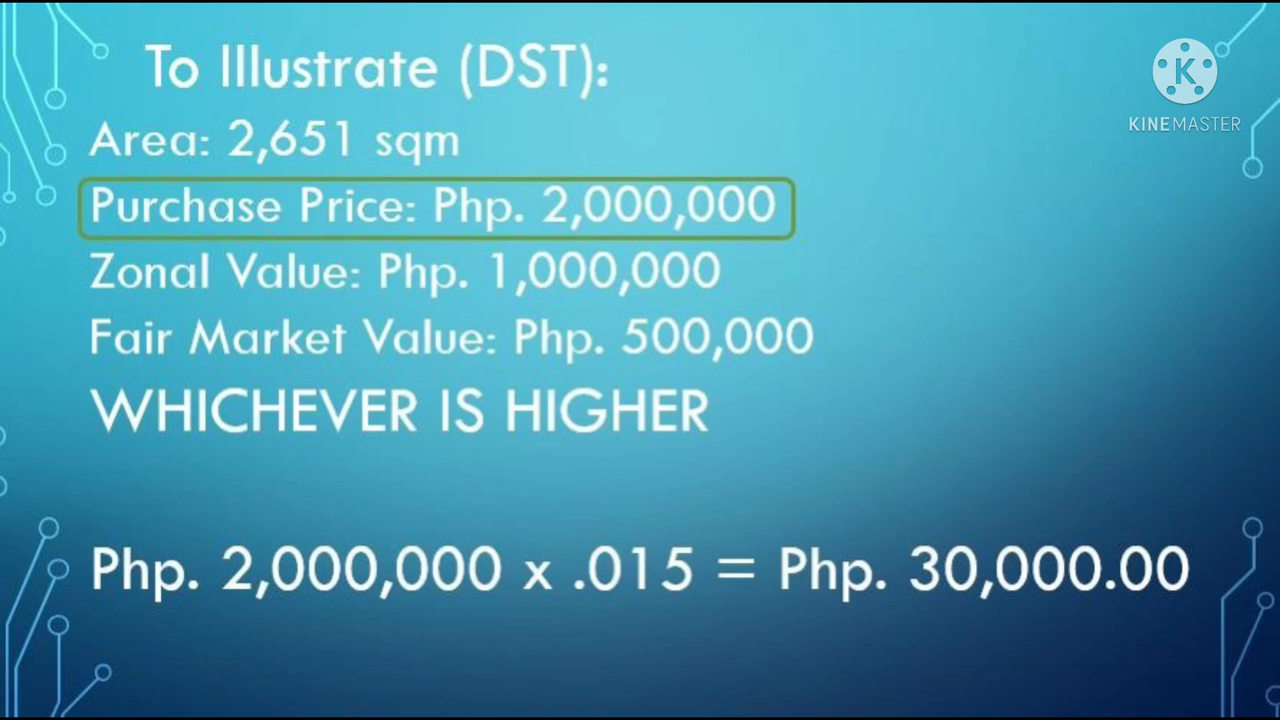 To Illustrate (DST):
Area: 2,651 sqm
Purchase Price: Php. 2,000,000
Zonal Value: Php. 1,000,000
Fair Market Value: Php. 500,000
WHICHEVER IS HIGHER
Php. 2,000,000 x .015 = Php. 30,000.00
K
KINEMASTER